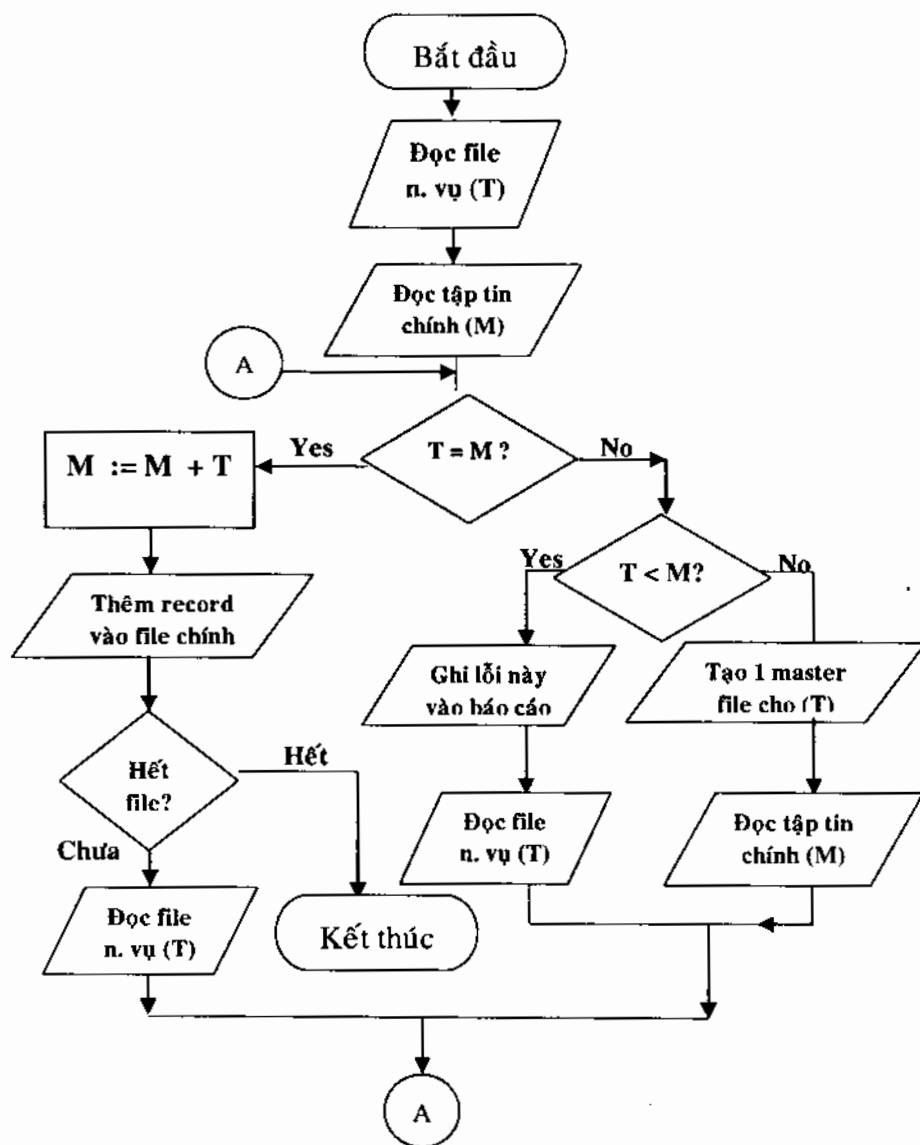 Bắt đầu
Đọc file
n. vụ (T)
Đọc tập tin
chính (M)
A
T = M ?
Yes
No
M := M + T
T < M?
Yes
No
Thêm record
vào file chính
Ghi lỗi này
vào báo cáo
Tạo 1 master
file cho (T)
Hết
file?
Hết
Chưa
Đọc file
n. vụ (T)
Đọc tập tin
chính (M)
Đọc file
n. vụ (T)
Kết thúc
A